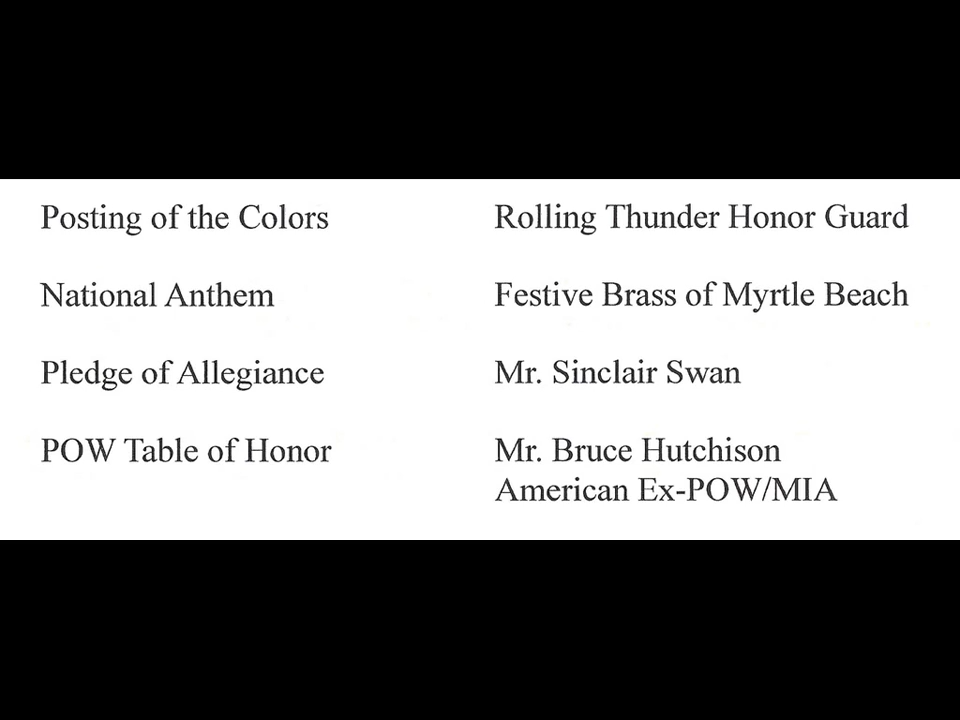 Posting of the Colors Rolling Thunder Honor Guard
National Anthem Festive Brass of Myrtle Beach
Pledge of Allegiance Mr. Sinclair Swan
POW Table of Honor Mr. Bruce Hutchison
American Ex-POW/MIA